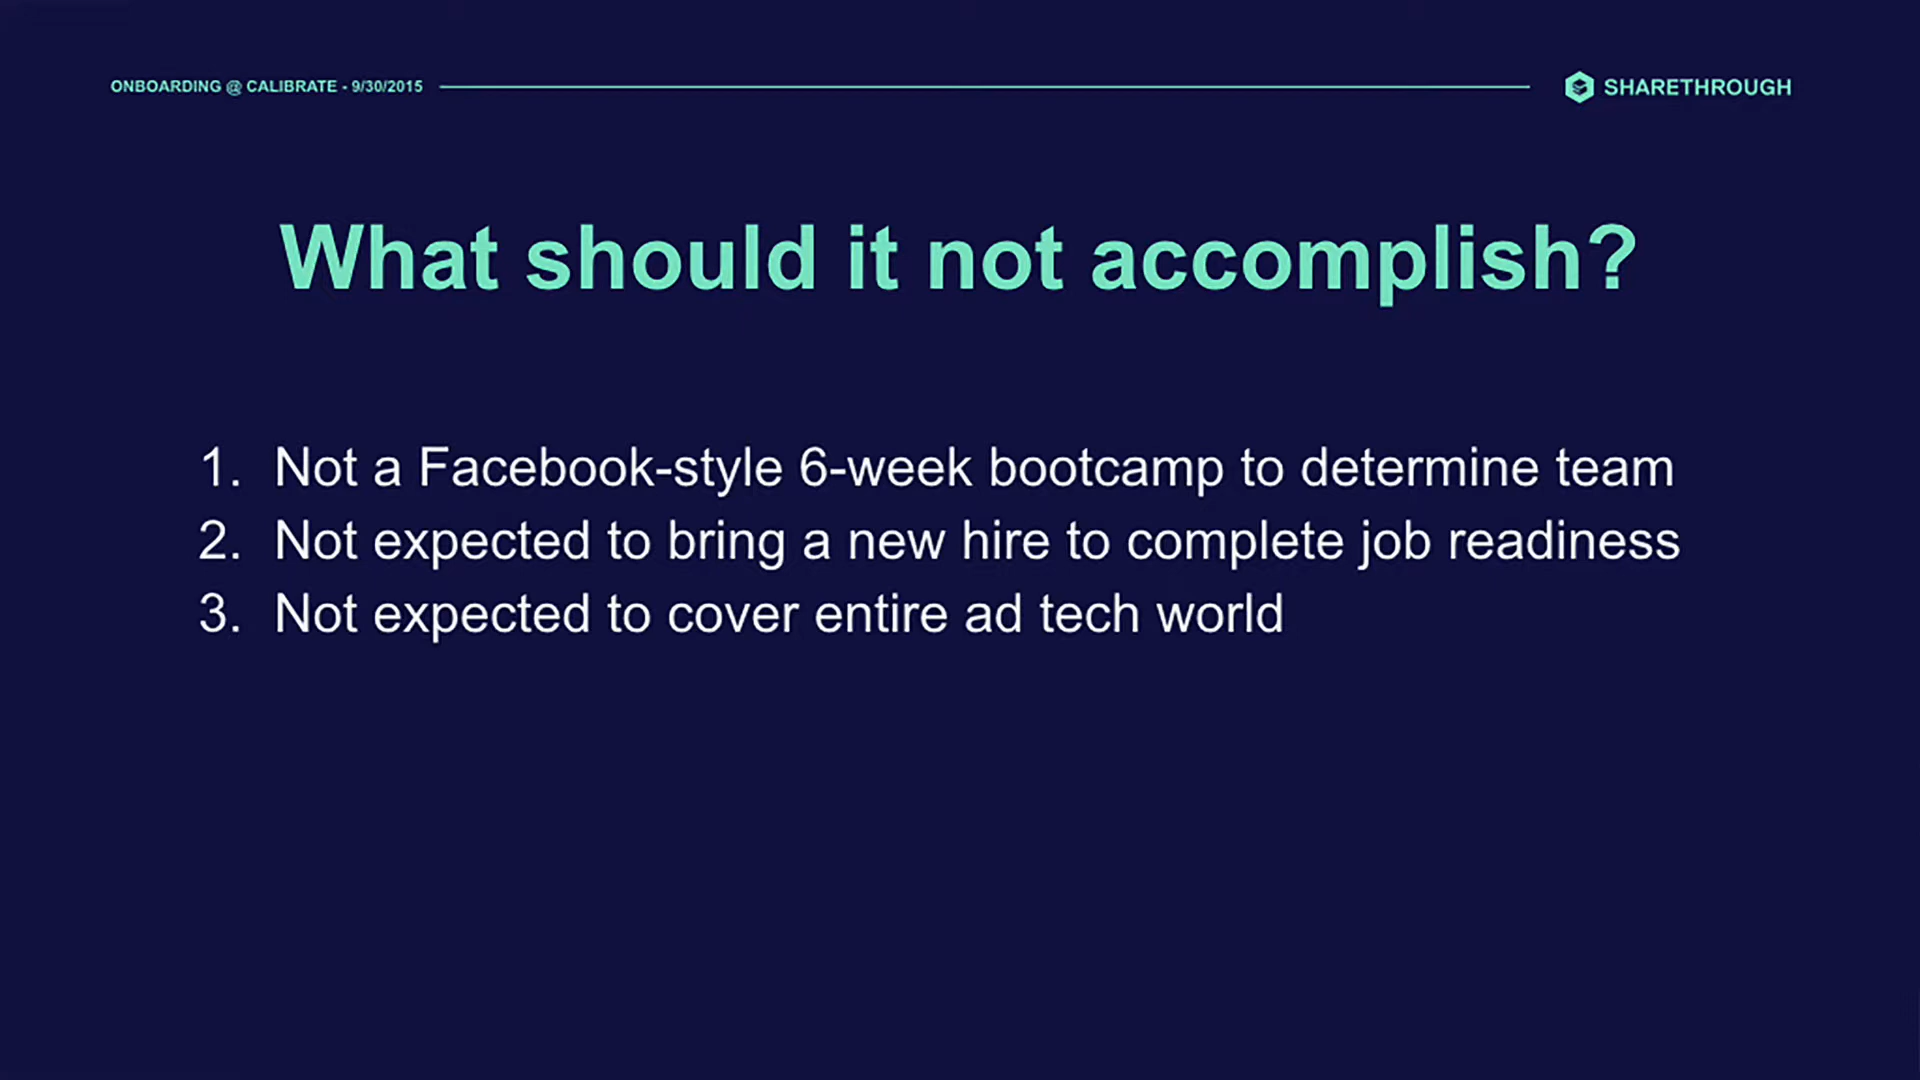 ONBOARDING @ CALIBRATE - 9/30/2015
SHARETHROUGH
What should it not accomplish?
1. Not a Facebook-style 6-week bootcamp to determine team
2. Not expected to bring a new hire to complete job readiness
3. Not expected to cover entire ad tech world